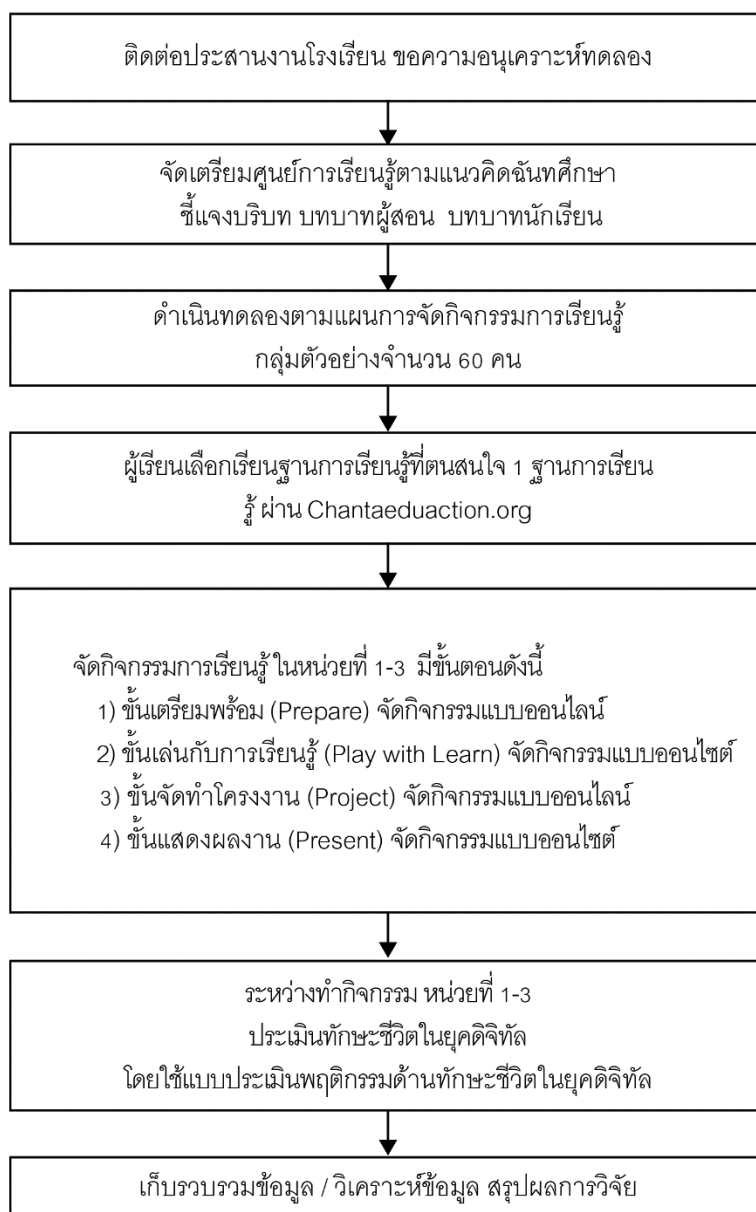 ติดต่อประสานงานโรงเรียน ขอความอนุเคราะห์ทดลอง
จัดเตรียมศูนย์การเรียนรู้ตามแนวคิดฉันทศึกษา
ชี้แจงบริบท บทบาทผู้สอน บทบาทนักเรียน
ดำเนินทดลองตามแผนการจัดกิจกรรมการเรียนรู้
กลุ่มตัวอย่างจำนวน 60 คน
ผู้เรียนเลือกเรียนฐานการเรียนรู้ที่ตนสนใจ 1 ฐานการเรียน
รู้ ผ่าน Chantaeduaction.org
จัดกิจกรรมการเรียนรู้ ในหน่วยที่ 1-3 มีขั้นตอนดังนี้
1) ขั้นเตรียมพร้อม (Prepare) จัดกิจกรรมแบบออนไลน์
2) ขั้นเล่นกับการเรียนรู้ (Play with Learn) จัดกิจกรรมแบบออนไซต์
3) ขั้นจัดทำโครงงาน (Project) จัดกิจกรรมแบบออนไลน์
4) ขั้นแสดงผลงาน (Present) จัดกิจกรรมแบบออนไซต์
ระหว่างทำกิจกรรม หน่วยที่ 1-3
ประเมินทักษะชีวิตในยุคดิจิทัล
โดยใช้แบบประเมินพฤติกรรมด้านทักษะชีวิตในยุคดิจิทัล
เก็บรวบรวมข้อมูล / วิเคราะห์ข้อมูล สรุปผลการวิจัย